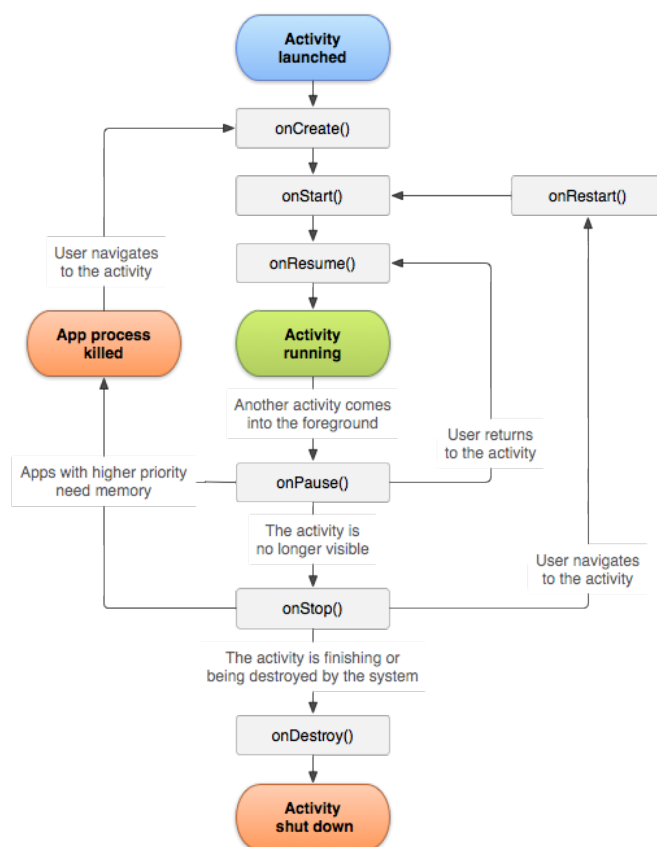 Activity
launched
onCreate()
onStart()
onRestart()
User navigates
to the activity
onResume()
App process
killed
Activity
running
Another activity comes
into the foreground
User returns
to the activity
Apps with higher priority
need memory
onPause()
The activity is
no longer visible
User navigates
to the activity
onStop()
The activity is finishing or
being destroyed by the system
onDestroy()
Activity
shut down